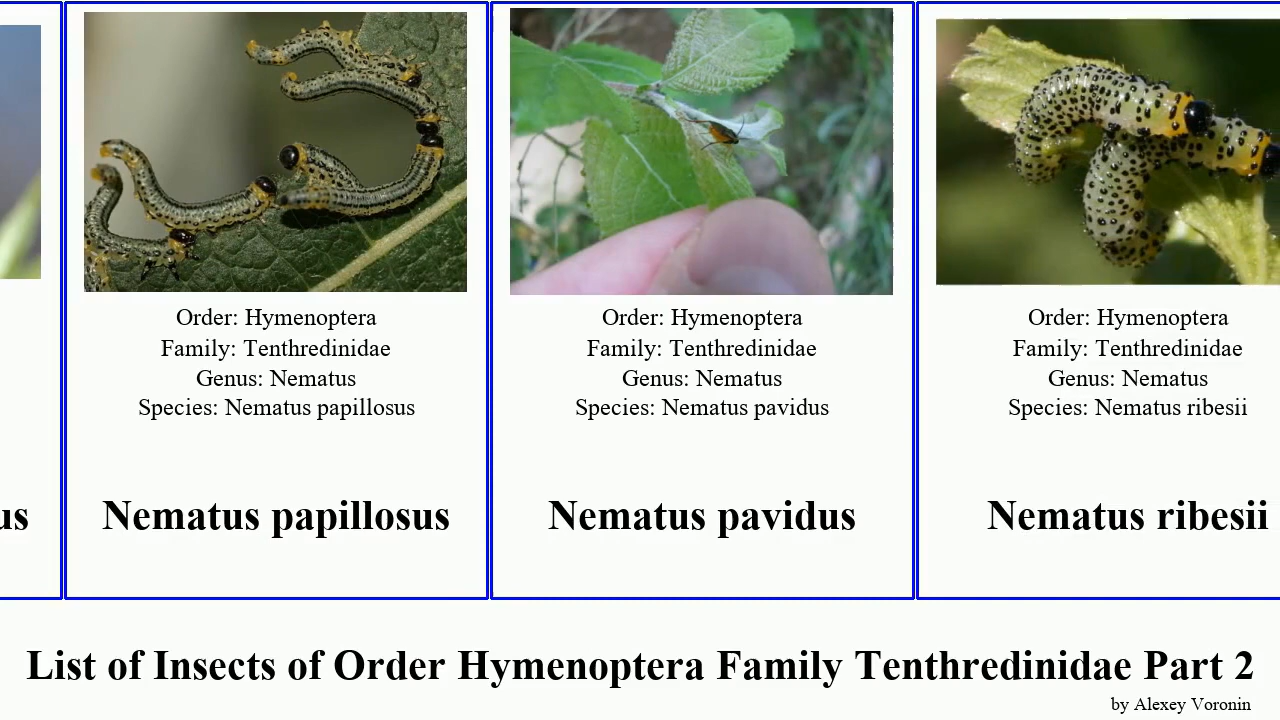 Order: Hymenoptera
Family: Tenthredinidae
Genus: Nematus
Species: Nematus papillosus
Order: Hymenoptera
Family: Tenthredinidae
Genus: Nematus
Species: Nematus pavidus
Order: Hymenoptera
Family: Tenthredinidae
Genus: Nematus
Species: Nematus ribesii
us
Nematus papillosus
Nematus pavidus
Nematus ribesii
List of Insects of Order Hymenoptera Family Tenthredinidae Part 2
by Alexey Voronin